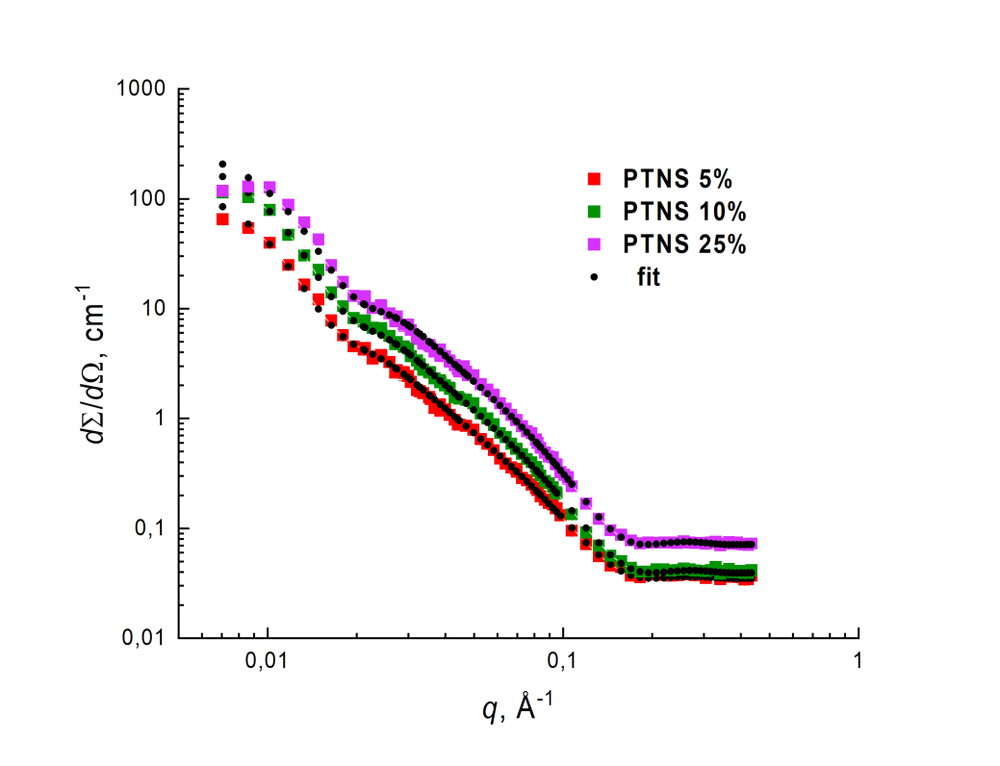 1000
100
10
1
0,1
0,01
0,01
0,1
1
dΣ/dΩ, cm⁻¹
q, Å⁻¹
PTNS 5%
PTNS 10%
PTNS 25%
fit